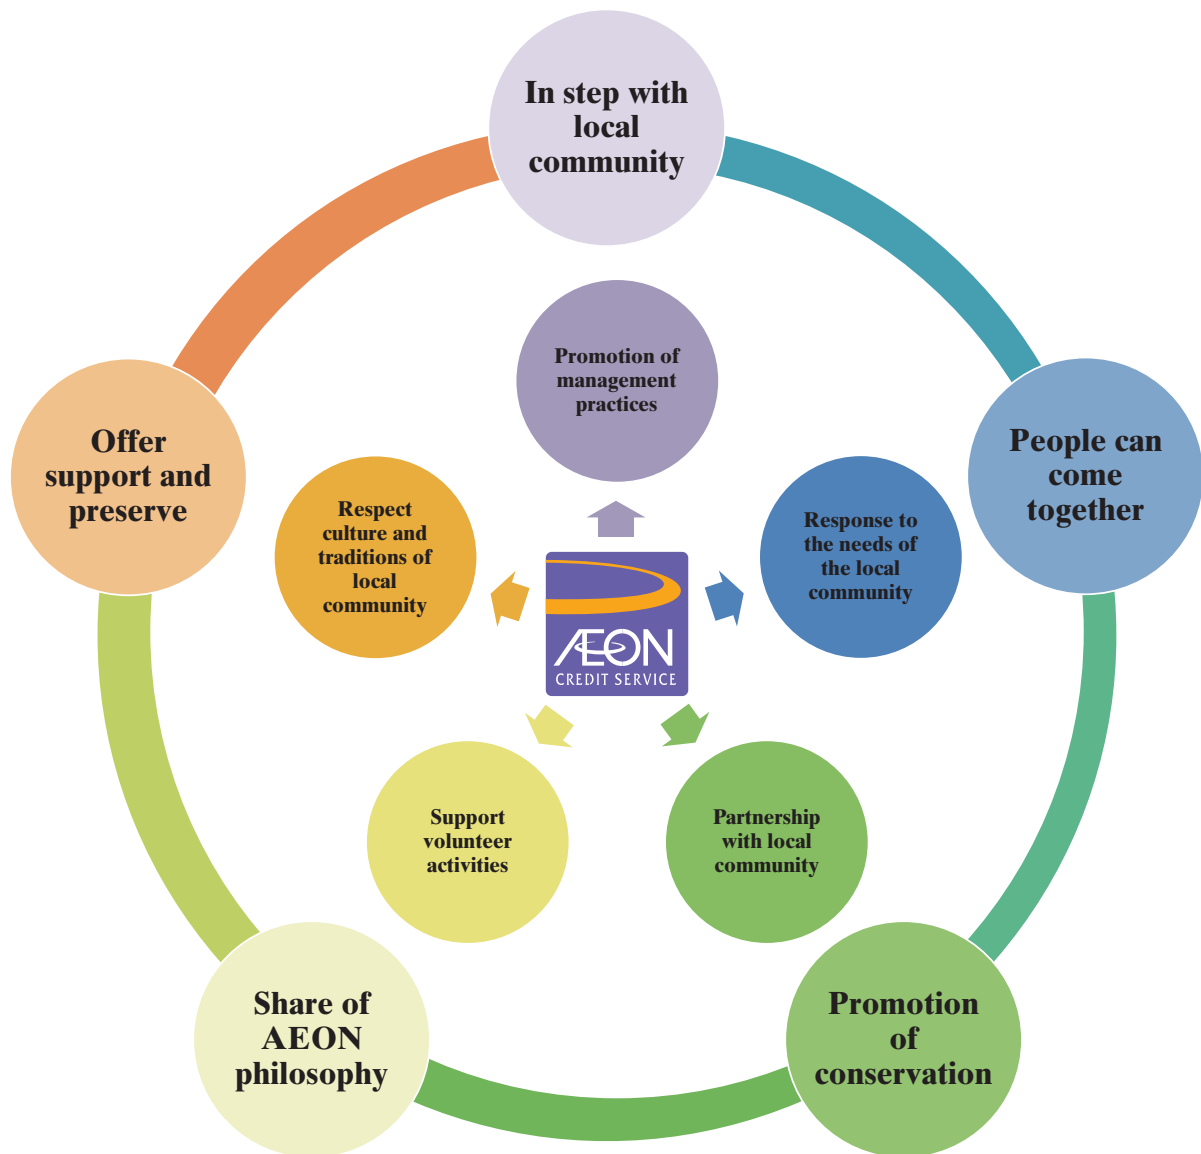 In step with
local
community
Promotion of
management
practices
Offer
support and
preserve
People can
come
together
Respect
culture and
traditions of
local
community
Response to
the needs of
the local
community
ÆON
CREDIT SERVICE
Support
volunteer
activities
Partnership
with local
community
Share of
AEON
philosophy
Promotion
of
conservation